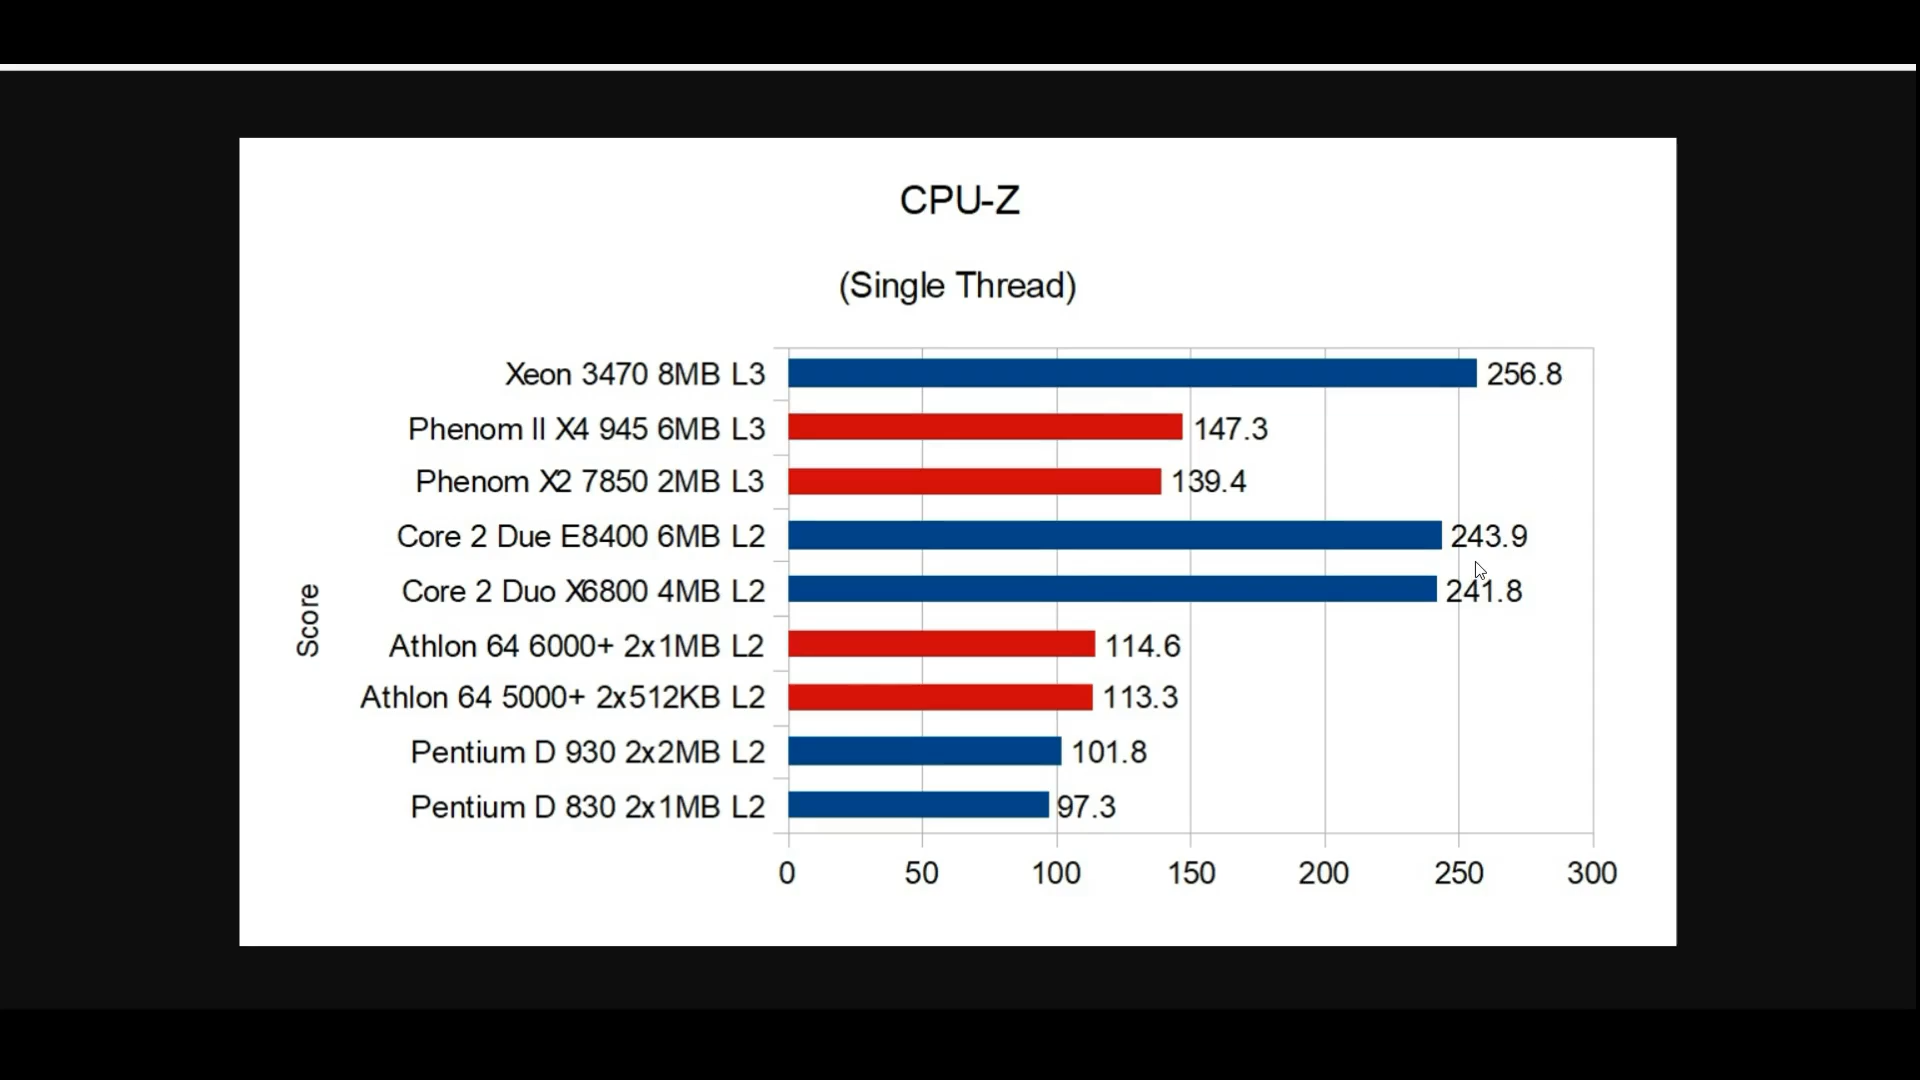 CPU-Z
(Single Thread)
Xeon 3470 8MB L3 256.8
Phenom II X4 945 6MB L3 147.3
Phenom X2 7850 2MB L3 139.4
Core 2 Due E8400 6MB L2 243.9
Core 2 Duo X6800 4MB L2 241.8
Athlon 64 6000+ 2x1MB L2 114.6
Athlon 64 5000+ 2x512KB L2 113.3
Pentium D 930 2x2MB L2 101.8
Pentium D 830 2x1MB L2 97.3
Score
0 50 100 150 200 250 300